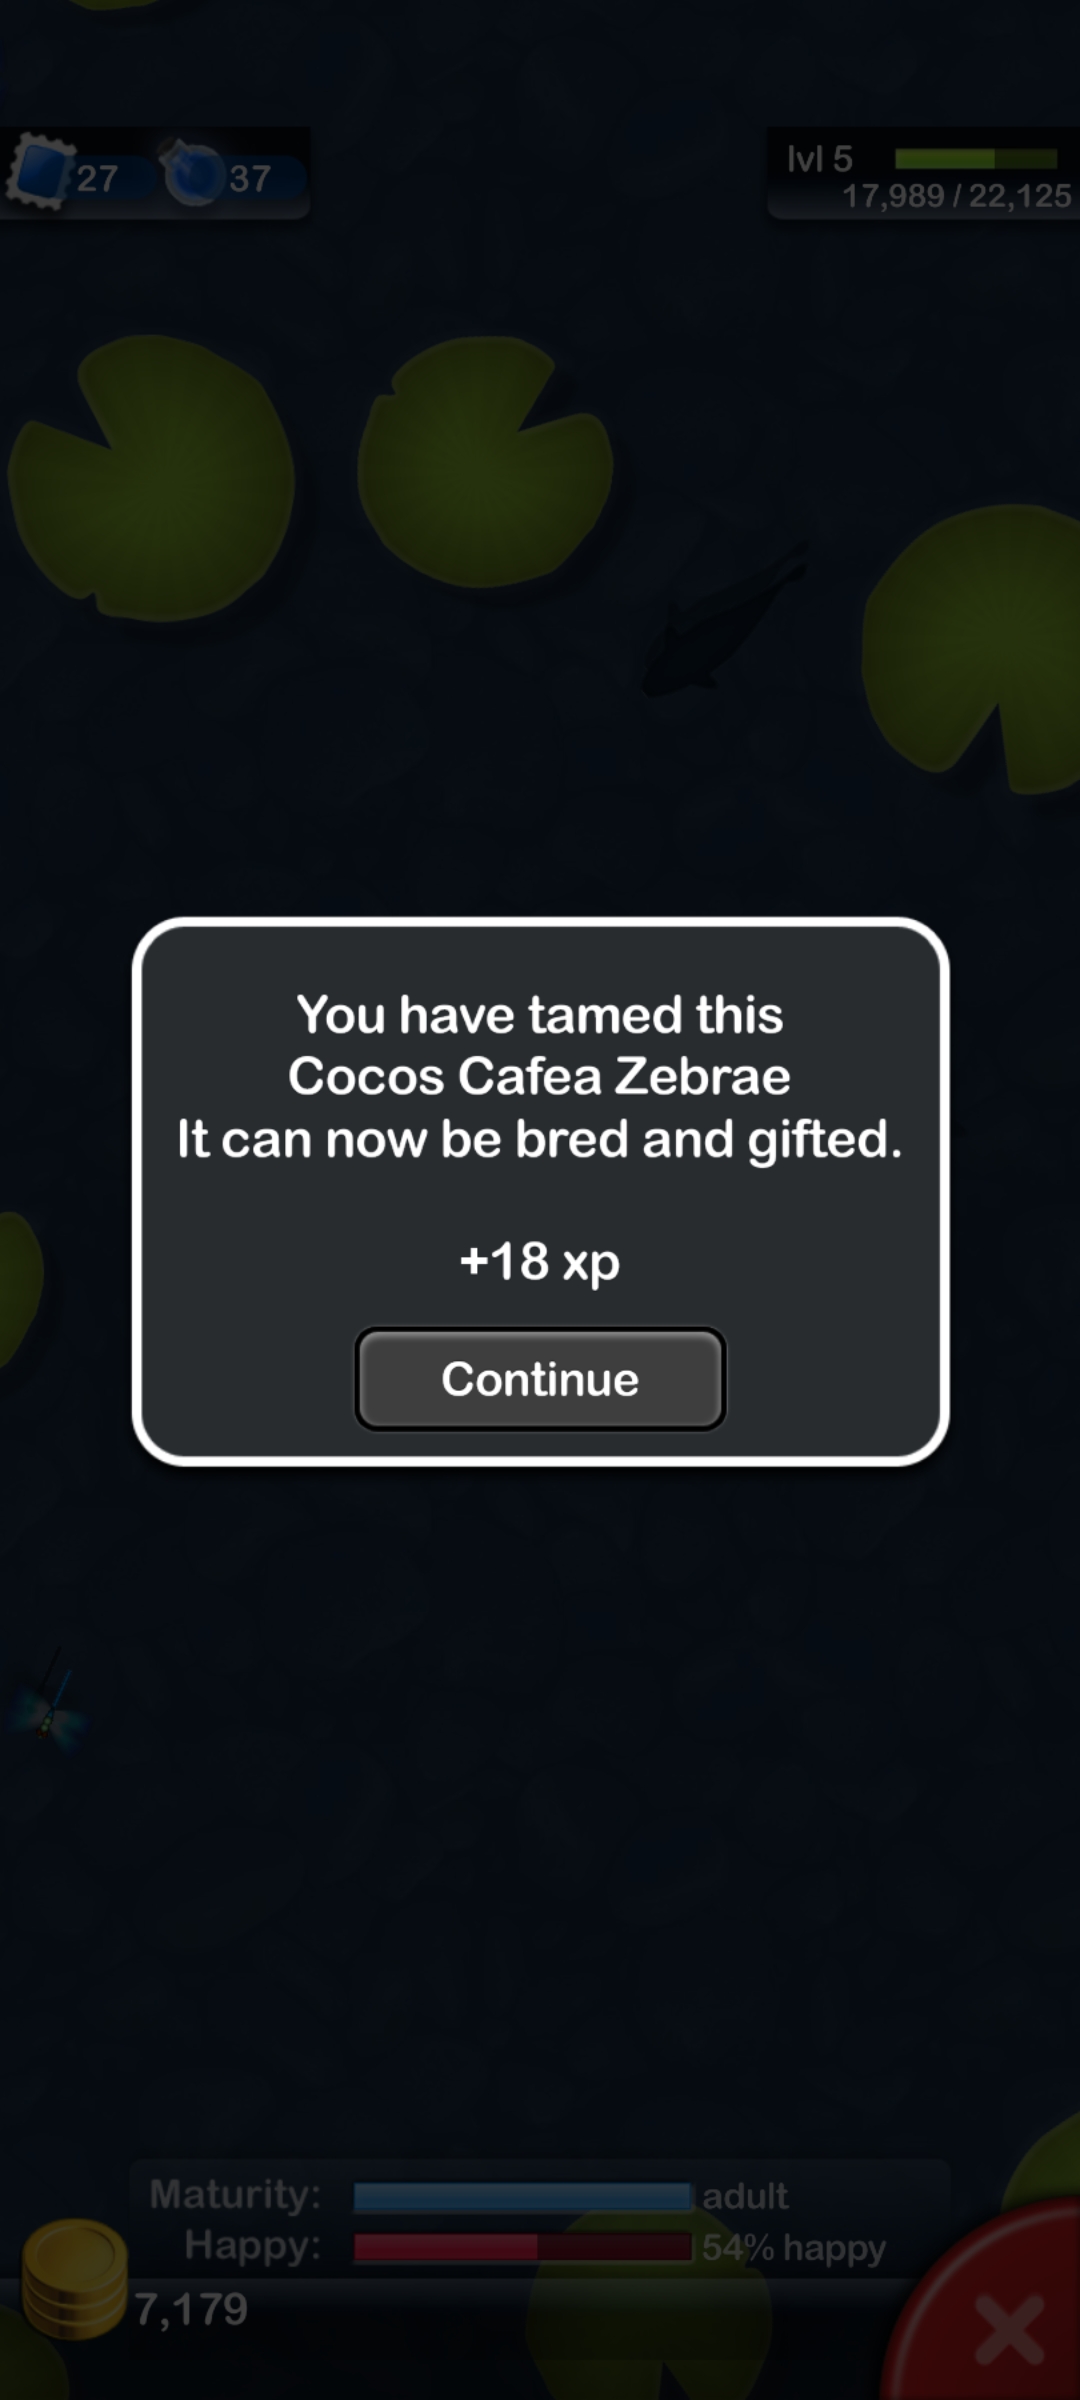 27 37
lvl 5
17,989 / 22,125
You have tamed this
Cocos Cafea Zebrae
It can now be bred and gifted.
+18 xp
Continue
Maturity: adult
Happy: 54% happy
7,179